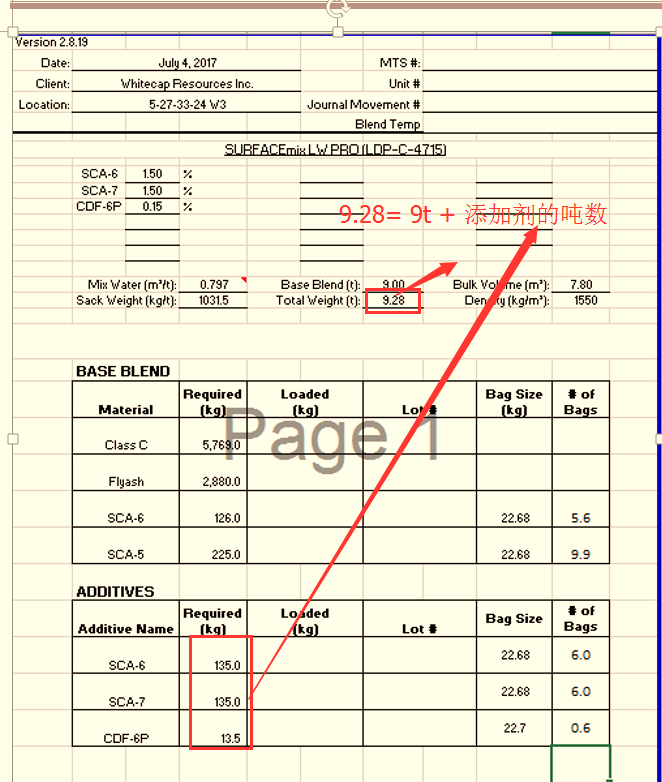 Version 2.8.19
Date: July 4, 2017 MTS #:
Client: Whitecap Resources Inc. Unit #
Location: 5-27-33-24 W3 Journal Movement #
Blend Temp
SURFACEmix LW PRO (LDP-C-4715)
SCA-6 1.50 %
SCA-7 1.50 %
CDF-6P 0.15 %
9.28= 9t + 添加剂的吨数
Mix Water (m³/t): 0.797 Base Blend (t): 9.00 Bulk Volume (m³): 7.80
Sack Weight (kg/t): 1031.5 Total Weight (t): 9.28 Density (kg/m³): 1550
BASE BLEND
Material Required (kg) Loaded (kg) Lot # Bag Size (kg) # of Bags
Class C 5,769.0
Flyash 2,880.0
SCA-6 126.0 22.68 5.6
SCA-5 225.0 22.68 9.9
Page 1
ADDITIVES
Additive Name Required (kg) Loaded (kg) Lot # Bag Size # of Bags
SCA-6 135.0 22.68 6.0
SCA-7 135.0 22.68 6.0
CDF-6P 13.5 22.7 0.6